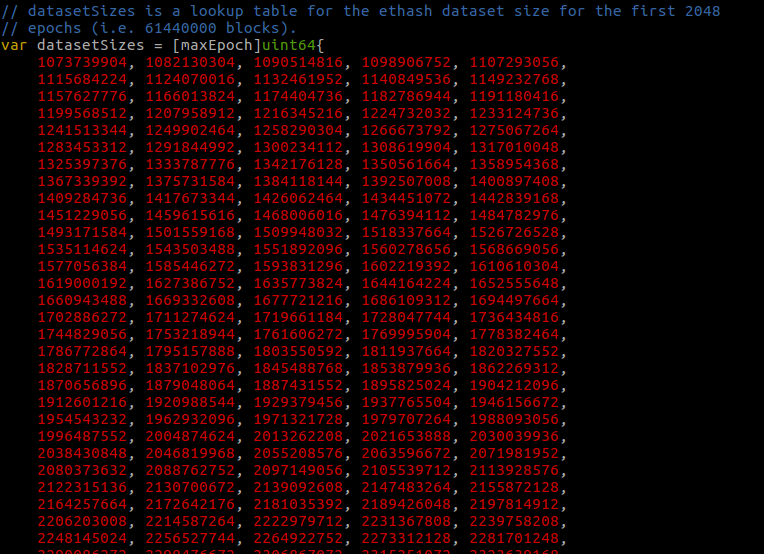 // datasetSizes is a lookup table for the ethash dataset size for the first 2048
// epochs (i.e. 61440000 blocks).
var datasetSizes = [maxEpoch]uint64{
1073739904, 1082130304, 1090514816, 1098906752, 1107293056,
1115684224, 1124070016, 1132461952, 1140849536, 1149232768,
1157627776, 1166013824, 1174404736, 1182786944, 1191180416,
1199568512, 1207958912, 1216345216, 1224732032, 1233124736,
1241513344, 1249902464, 1258290304, 1266673792, 1275067264,
1283453312, 1291844992, 1300234112, 1308619904, 1317010048,
1325397376, 1333787776, 1342176128, 1350561664, 1358954368,
1367339392, 1375731584, 1384118144, 1392507008, 1400897408,
1409284736, 1417673344, 1426062464, 1434451072, 1442839168,
1451229056, 1459615616, 1468006016, 1476394112, 1484782976,
1493171584, 1501559168, 1509948032, 1518337664, 1526726528,
1535114624, 1543503488, 1551892096, 1560278656, 1568669056,
1577056384, 1585446272, 1593831296, 1602219392, 1610610304,
1619000192, 1627386752, 1635773824, 1644164224, 1652555648,
1660943488, 1669332608, 1677721216, 1686109312, 1694497664,
1702886272, 1711274624, 1719661184, 1728047744, 1736434816,
1744829056, 1753218944, 1761606272, 1769995904, 1778382464,
1786772864, 1795157888, 1803550592, 1811937664, 1820327552,
1828711552, 1837102976, 1845488768, 1853879936, 1862269312,
1870656896, 1879048064, 1887431552, 1895825024, 1904212096,
1912601216, 1920988544, 1929379456, 1937765504, 1946156672,
1954543232, 1962932096, 1971321728, 1979707264, 1988093056,
1996487552, 2004874624, 2013262208, 2021653888, 2030039936,
2038430848, 2046819968, 2055208576, 2063596672, 2071981952,
2080373632, 2088762752, 2097149056, 2105539712, 2113928576,
2122315136, 2130700672, 2139092608, 2147483264, 2155872128,
2164257664, 2172642176, 2181035392, 2189426048, 2197814912,
2206203008, 2214587264, 2222979712, 2231367808, 2239758208,
2248145024, 2256527744, 2264922752, 2273312128, 2281701248,